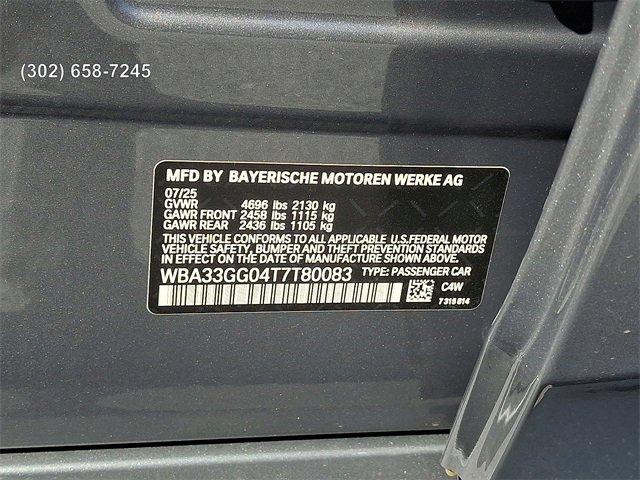 (302) 658-7245
MFD BY BAYERISCHE MOTOREN WERKE AG
07/25
GVWR 4696 lbs 2130 kg
GAWR FRONT 2458 lbs 1115 kg
GAWR REAR 2436 lbs 1105 kg
THIS VEHICLE CONFORMS TO ALL APPLICABLE U.S.FEDERAL MOTOR
VEHICLE SAFETY, BUMPER AND THEFT PREVENTION STANDARDS
IN EFFECT ON THE DATE OF MANUFACTURE SHOWN ABOVE.
WBA33GG04T7T80083 TYPE: PASSENGER CAR
C4W
7315814